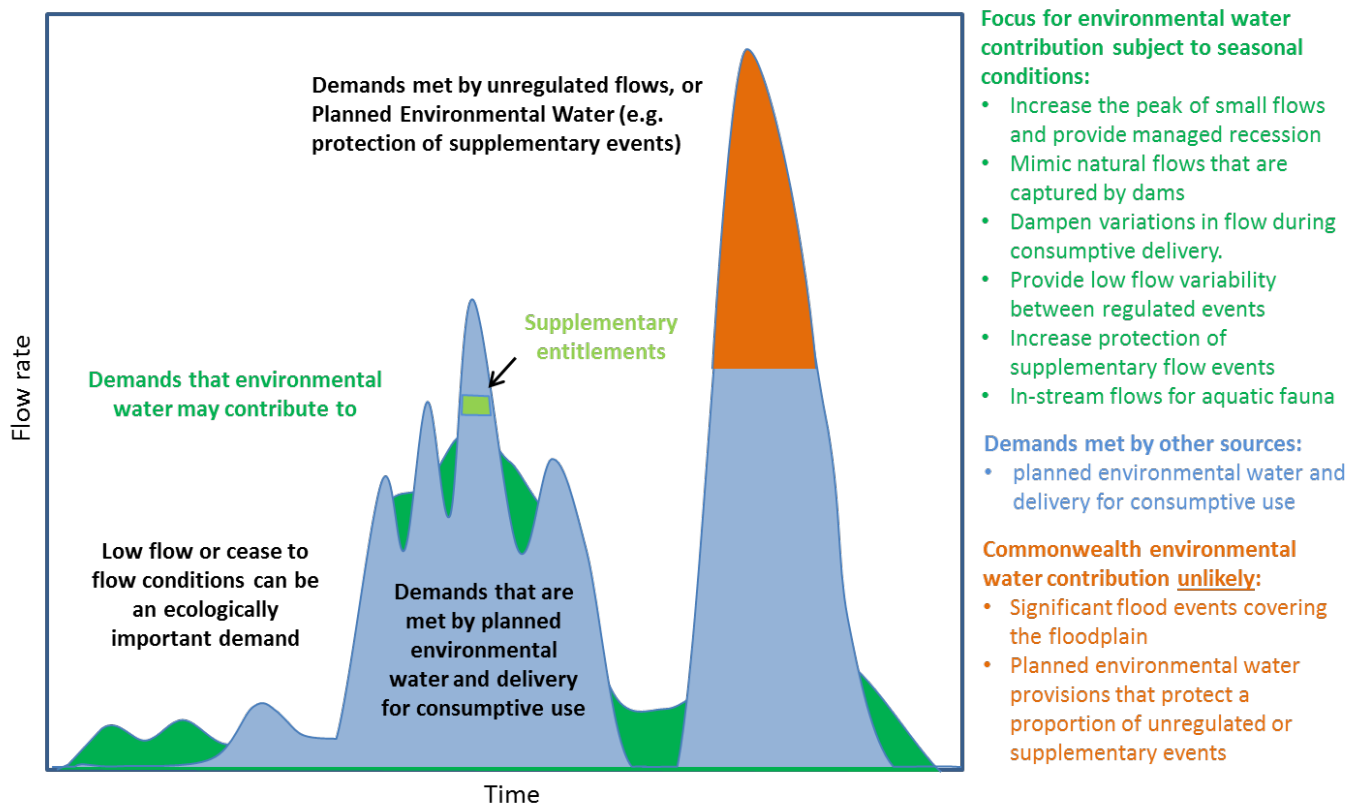 Demands met by unregulated flows, or
Planned Environmental Water (e.g.
protection of supplementary events)
Supplementary
entitlements
Demands that environmental
water may contribute to
Low flow or cease to
flow conditions can be
an ecologically
important demand
Demands that are
met by planned
environmental
water and delivery
for consumptive use
Flow rate
Time
Focus for environmental water
contribution subject to seasonal
conditions:
• Increase the peak of small flows
and provide managed recession
• Mimic natural flows that are
captured by dams
• Dampen variations in flow during
consumptive delivery.
• Provide low flow variability
between regulated events
• Increase protection of
supplementary flow events
• In-stream flows for aquatic fauna
Demands met by other sources:
• planned environmental water and
delivery for consumptive use
Commonwealth environmental
water contribution unlikely:
• Significant flood events covering
the floodplain
• Planned environmental water
provisions that protect a
proportion of unregulated or
supplementary events